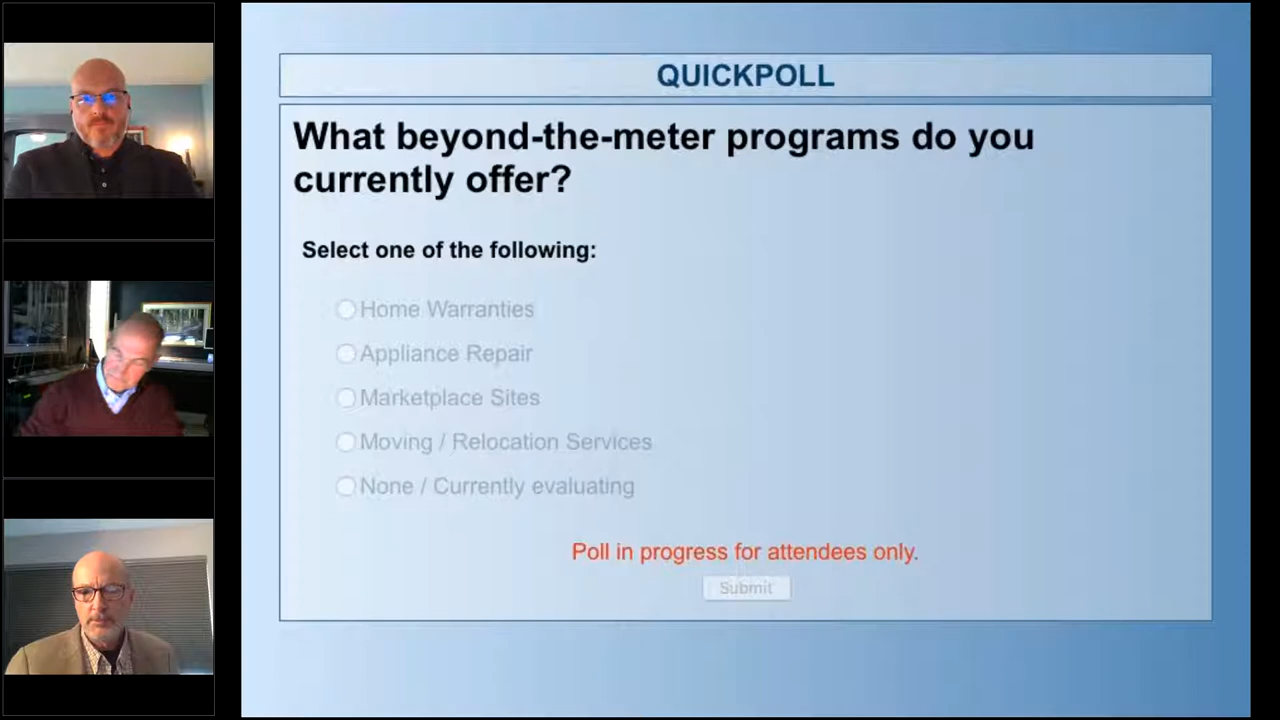 QUICKPOLL
What beyond-the-meter programs do you
currently offer?
Select one of the following:
Home Warranties
Appliance Repair
Marketplace Sites
Moving / Relocation Services
None / Currently evaluating
Poll in progress for attendees only.
Submit